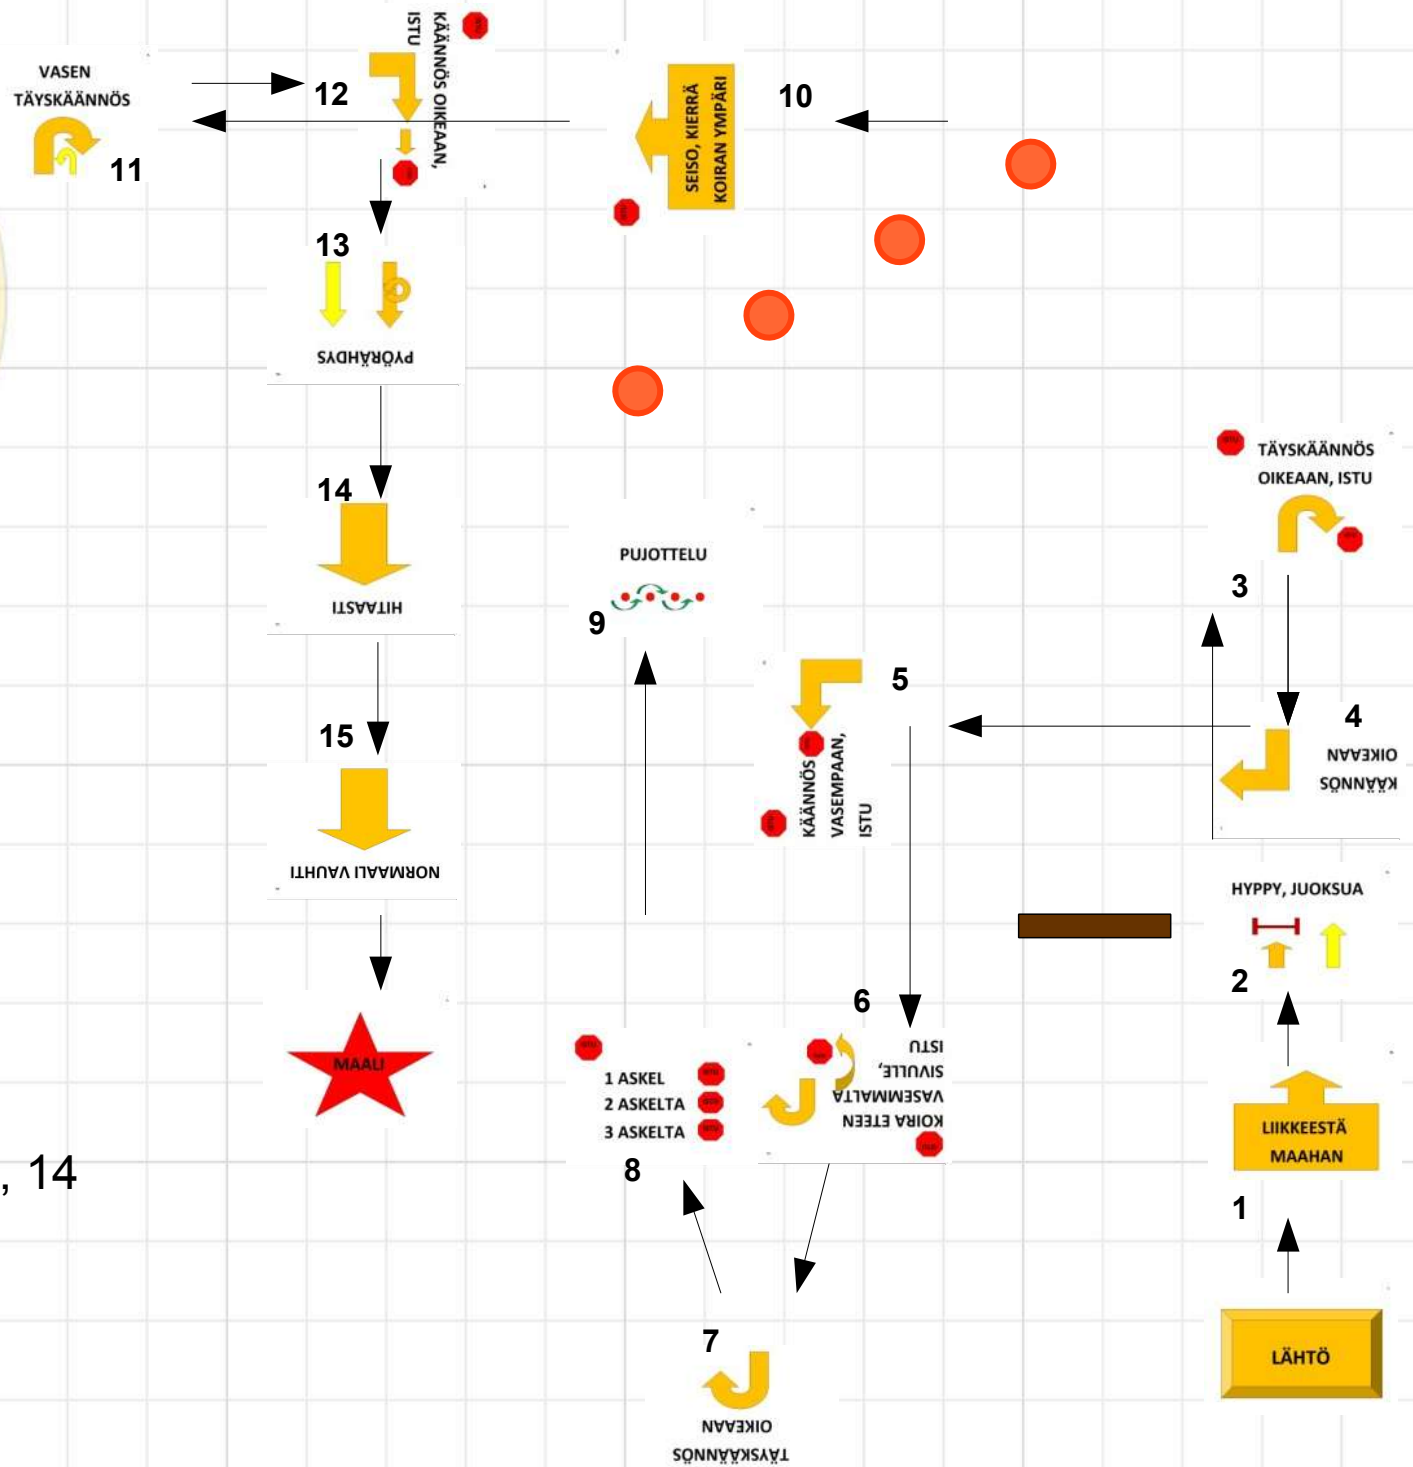 VASEN
TÄYSKÄÄNNÖS
11
12
KÄÄNNÖS OIKEAAN,
ISTU
10
SEISO, KIERRÄ
KOIRAN YMPÄRI
13
PYÖRÄHDYS
14
HITAASTI
15
NORMAALI VAUHTI
MAALI
, 14
PUJOTTELU
9
5
KÄÄNNÖS
VASEMPAAN,
ISTU
TÄYSKÄÄNNÖS
OIKEAAN, ISTU
3
4
KÄÄNNÖS
OIKEAAN
HYPPY, JUOKSUA
2
6
KOIRA ETEEN
VASEMMALTA
SIVULLE,
ISTU
1 ASKEL
2 ASKELTA
3 ASKELTA
8
LIIKKEESTÄ
MAAHAN
1
7
TÄYSKÄÄNNÖS
OIKEAAN
LÄHTÖ